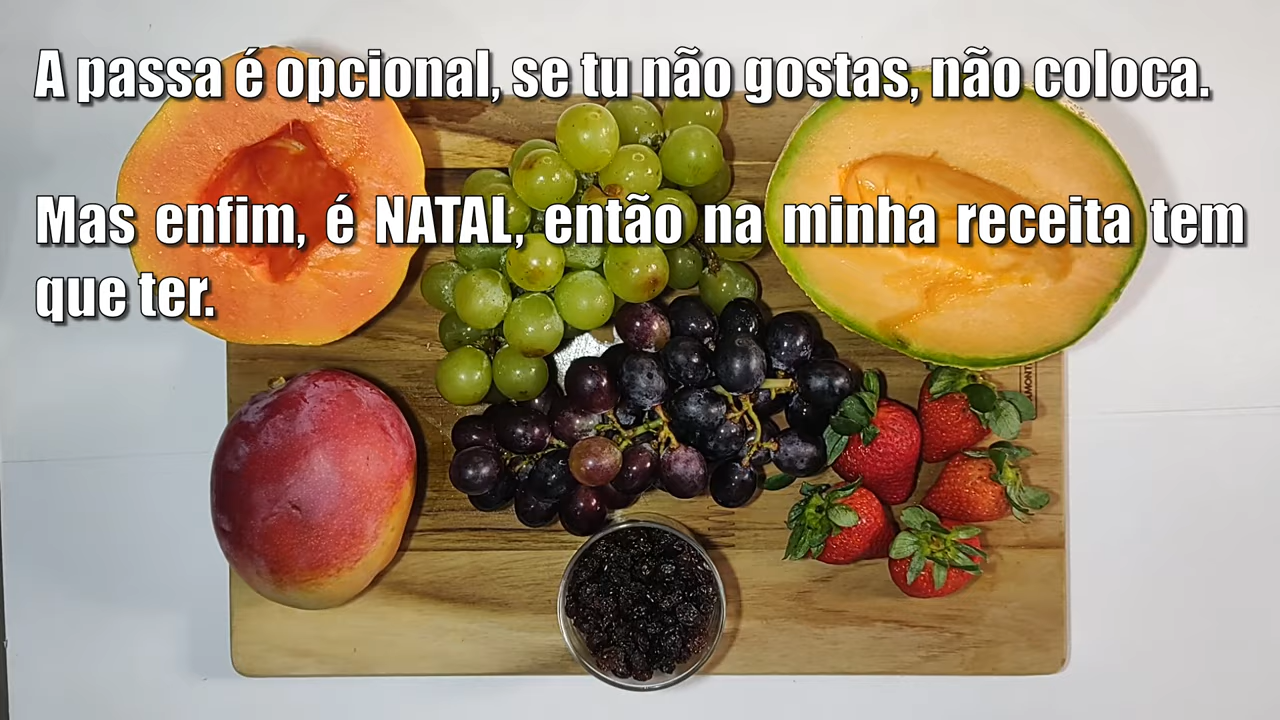 A passa é opcional, se tu não gostas, não coloca.
Mas enfim, é NATAL, então na minha receita tem
que ter.